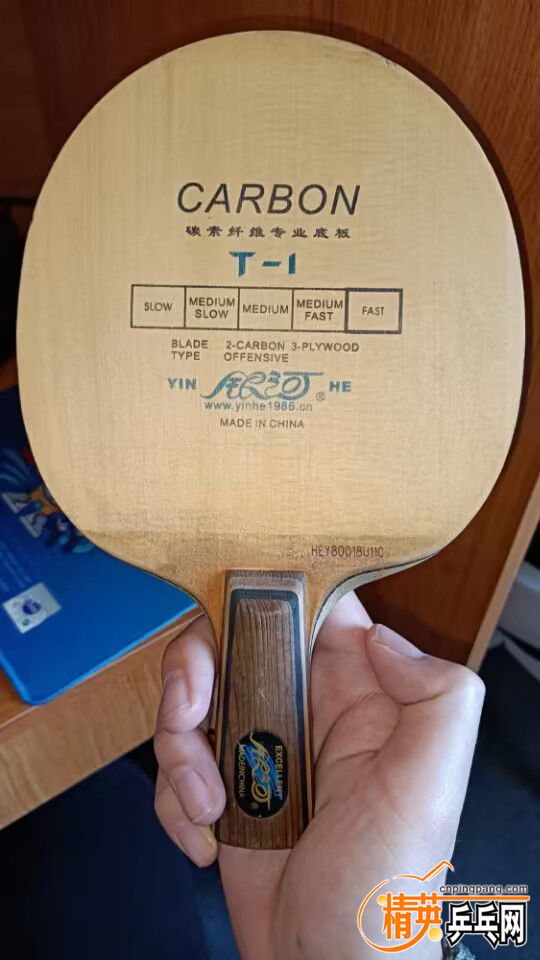 CARBON
碳素纤维专业底板
T-1
SLOW MEDIUM SLOW MEDIUM MEDIUM FAST FAST
BLADE 2-CARBON 3-PLYWOOD
TYPE OFFENSIVE
YIN HE
®
www.yinhe1986.cn
MADE IN CHINA
HEY80018U11C
EXCELLENT
®
MADEINCHINA
cnpingpang.com
精英乒乓网